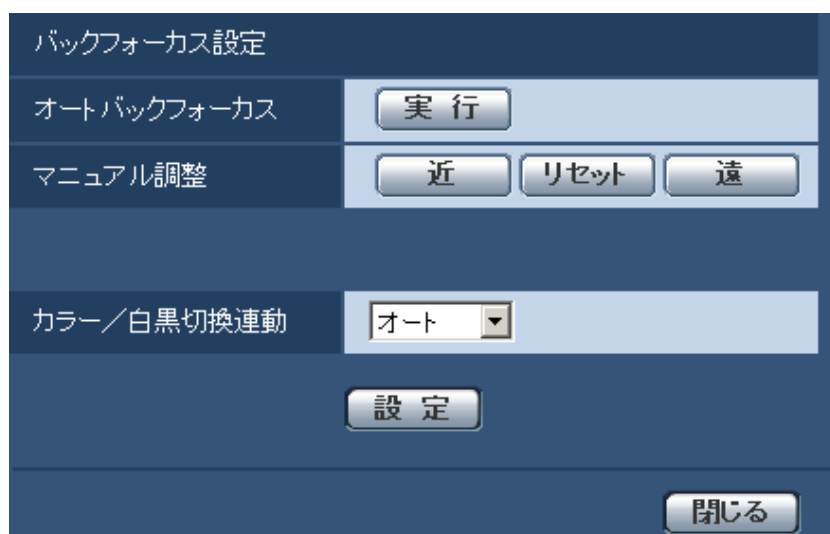 バックフォーカス設定
オートバックフォーカス 実 行
マニュアル調整 近 リセット 遠
カラー／白黒切換連動 オート
設 定
閉じる